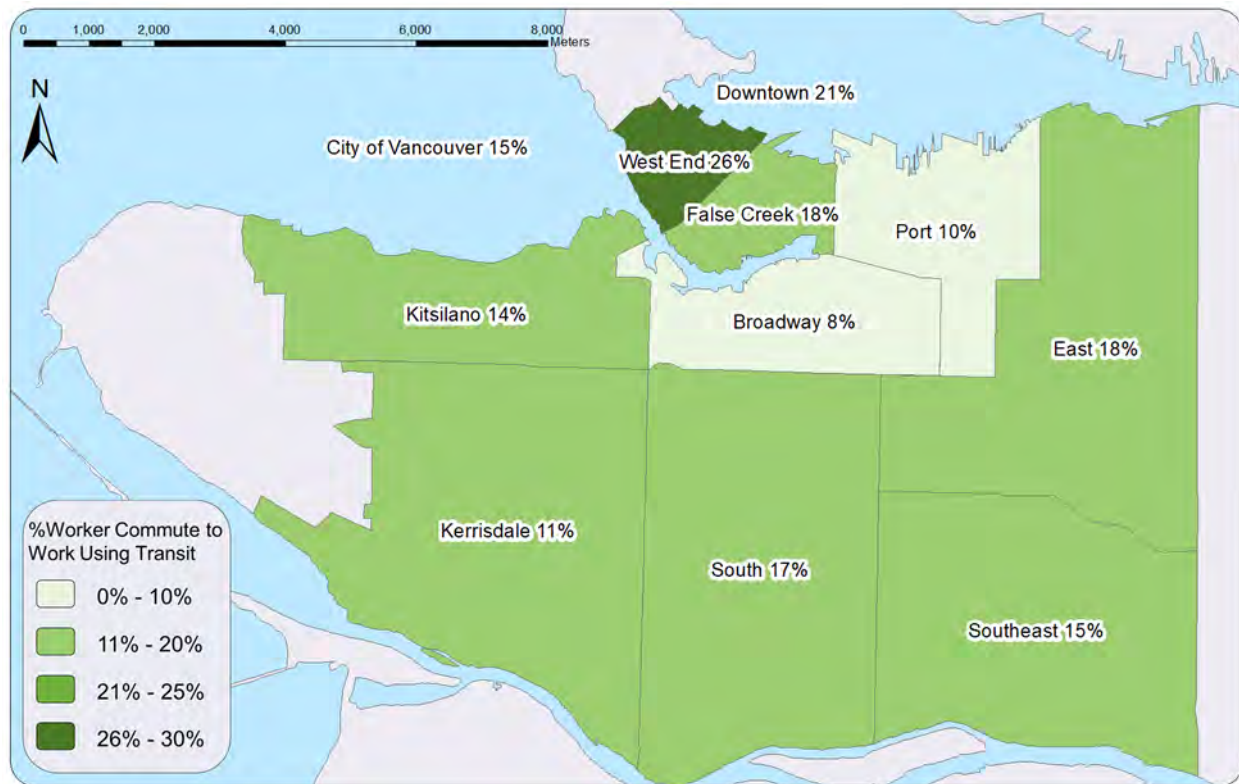 0 1,000 2,000 4,000 6,000 8,000
Meters
N
Downtown 21%
City of Vancouver 15%
West End 26%
False Creek 18%
Port 10%
Kitsilano 14%
Broadway 8%
East 18%
Kerrisdale 11%
South 17%
Southeast 15%
%Worker Commute to
Work Using Transit
0% - 10%
11% - 20%
21% - 25%
26% - 30%